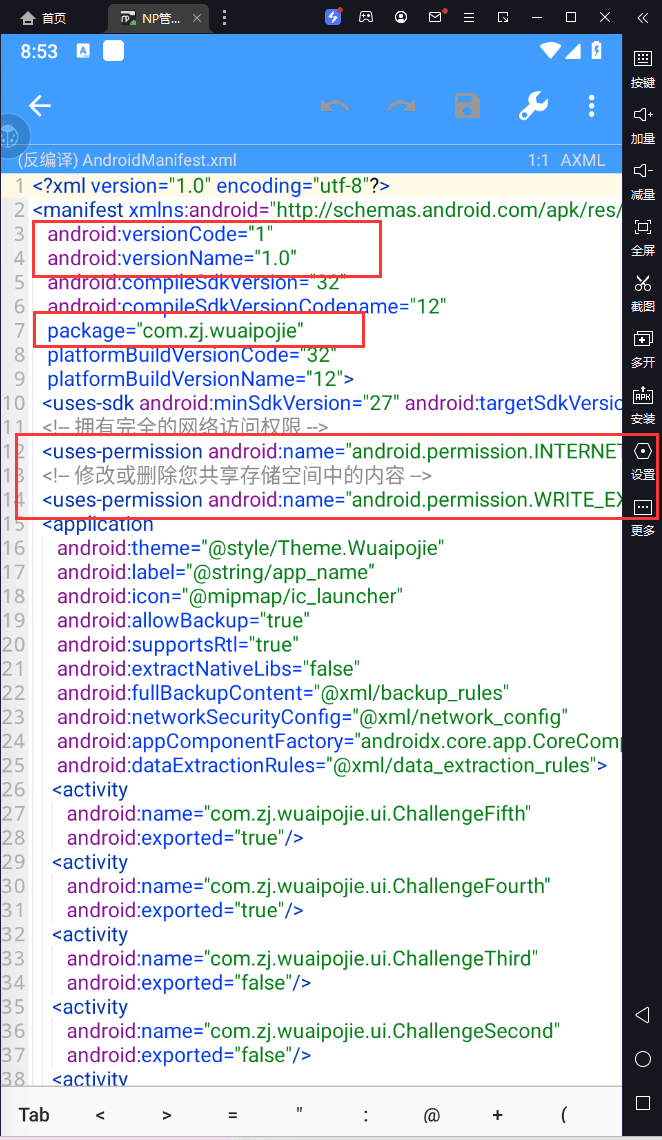 首页
NP管...
8:53
A
(反编译) AndroidManifest.xml
1:1 AXML
1 <?xml version="1.0" encoding="utf-8"?>
2 <manifest xmlns:android="http://schemas.android.com/apk/res/
3 android:versionCode="1"
4 android:versionName="1.0"
5 android:compileSdkVersion="32"
6 android:compileSdkVersionCodename="12"
7 package="com.zj.wuaipojie"
8 platformBuildVersionCode="32"
9 platformBuildVersionName="12">
10 <uses-sdk android:minSdkVersion="27" android:targetSdkVersio
11 <!-- 拥有完全的网络访问权限 -->
12 <uses-permission android:name="android.permission.INTERNET
13 <!-- 修改或删除您共享存储空间中的内容 -->
14 <uses-permission android:name="android.permission.WRITE_EX
15 <application
16 android:theme="@style/Theme.Wuaipojie"
17 android:label="@string/app_name"
18 android:icon="@mipmap/ic_launcher"
19 android:allowBackup="true"
20 android:supportsRtl="true"
21 android:extractNativeLibs="false"
22 android:fullBackupContent="@xml/backup_rules"
23 android:networkSecurityConfig="@xml/network_config"
24 android:appComponentFactory="androidx.core.app.CoreComp
25 android:dataExtractionRules="@xml/data_extraction_rules">
26 <activity
27 android:name="com.zj.wuaipojie.ui.ChallengeFifth"
28 android:exported="true"/>
29 <activity
30 android:name="com.zj.wuaipojie.ui.ChallengeFourth"
31 android:exported="true"/>
32 <activity
33 android:name="com.zj.wuaipojie.ui.ChallengeThird"
34 android:exported="false"/>
35 <activity
36 android:name="com.zj.wuaipojie.ui.ChallengeSecond"
37 android:exported="false"/>
38 <activity
Tab < > = " : @ + (
按键
加量
减量
全屏
截图
多开
APK
安装
设置
更多